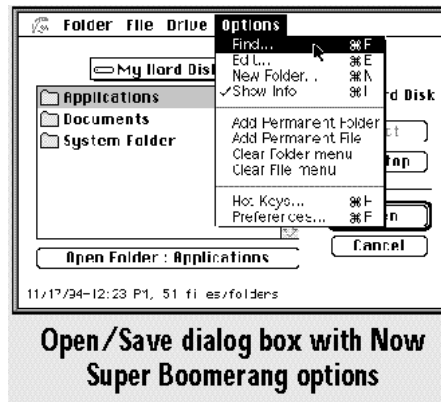 Folder File Drive Options
Find... ⌘F
Edit... ⌘E
New Folder... ⌘N
✓Show Info ⌘I
Add Permanent Folder
Add Permanent File
Clear Folder menu
Clear File menu
Hot Keys...
Preferences...
My Hard Disk
rd Disk
Applications
Documents
System Folder
Open Folder : Applications
Cancel
11/17/94-12:23 PM, 51 files/folders
Open/Save dialog box with Now
Super Boomerang options